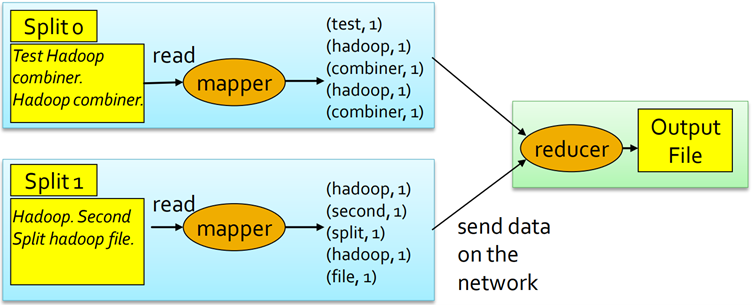 Split 0
Test Hadoop
combiner.
Hadoop combiner.
read
mapper
(test, 1)
(hadoop, 1)
(combiner, 1)
(hadoop, 1)
(combiner, 1)
Split 1
Hadoop. Second
Split hadoop file.
read
mapper
(hadoop, 1)
(second, 1)
(split, 1)
(hadoop, 1)
(file, 1)
send data
on the
network
reducer
Output
File